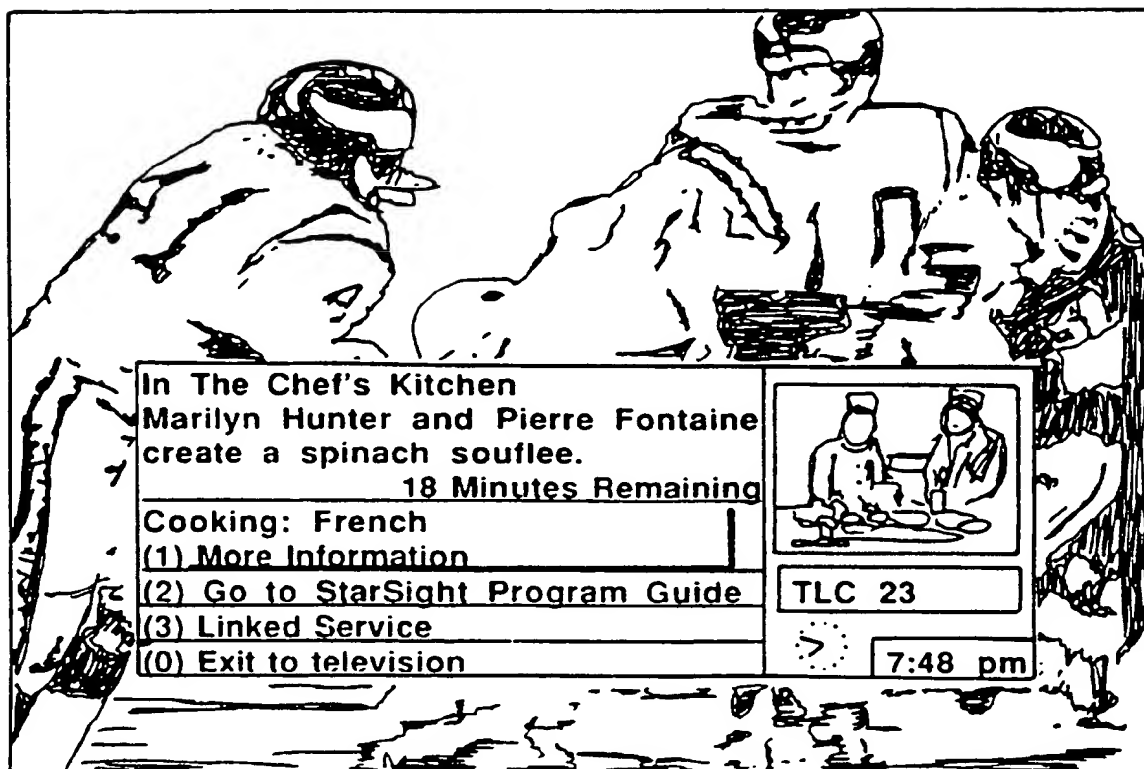 In The Chef's Kitchen
Marilyn Hunter and Pierre Fontaine
create a spinach souflee.
18 Minutes Remaining
Cooking: French
(1) More Information
(2) Go to StarSight Program Guide
(3) Linked Service
(0) Exit to television
TLC 23
7:48 pm